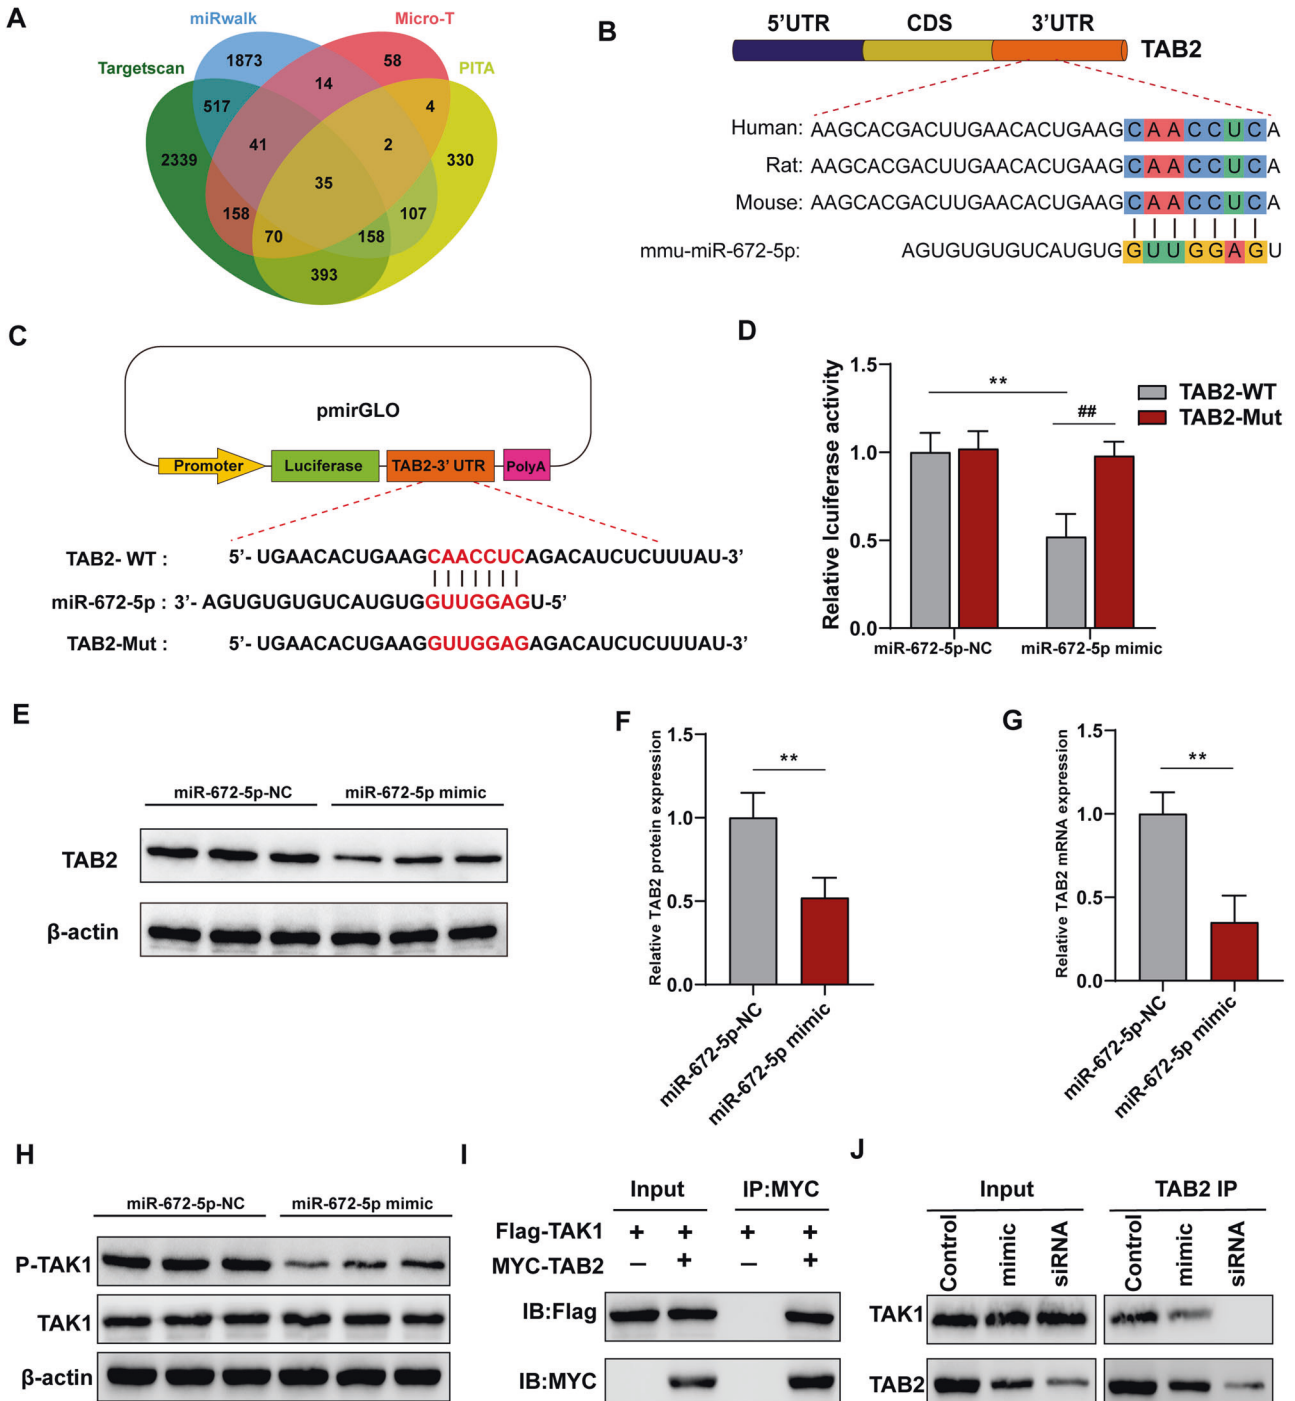 A
miRwalk
Micro-T
Targetscan
PITA
1873
58
14
517
4
41
2
2339
330
35
158
107
70
158
393
B
5'UTR CDS 3'UTR
TAB2
Human: AAGCACGACUUGAACACUGAAGCAACCUCA
Rat: AAGCACGACUUGAACACUGAAGCAACCUCA
Mouse: AAGCACGACUUGAACACUGAAGCAACCUCA
mmu-miR-672-5p: AGUGUGUGUCAUGUGGUUGGAGU
C
pmirGLO
Promoter Luciferase TAB2-3' UTR PolyA
TAB2- WT : 5'- UGAACACUGAAGCAACCUCAGACAUCUCUUUAU-3'
miR-672-5p : 3'- AGUGUGUGUCAUGUGGUUGGAGU-5'
TAB2-Mut : 5'- UGAACACUGAAGGUUGGAGAGACAUCUCUUUAU-3'
D
Relative lcuiferase activity
1.5
1.0
0.5
0.0
**
##
TAB2-WT
TAB2-Mut
miR-672-5p-NC miR-672-5p mimic
E
miR-672-5p-NC miR-672-5p mimic
TAB2
β-actin
F
Relative TAB2 protein expression
1.5
1.0
0.5
0.0
**
miR-672-5p-NC
miR-672-5p mimic
G
Relative TAB2 mRNA expression
1.5
1.0
0.5
0.0
**
miR-672-5p-NC
miR-672-5p mimic
H
miR-672-5p-NC miR-672-5p mimic
P-TAK1
TAK1
β-actin
I
Input IP:MYC
Flag-TAK1 + + + +
MYC-TAB2 − + − +
IB:Flag
IB:MYC
J
Input TAB2 IP
Control mimic siRNA Control mimic siRNA
TAK1
TAB2